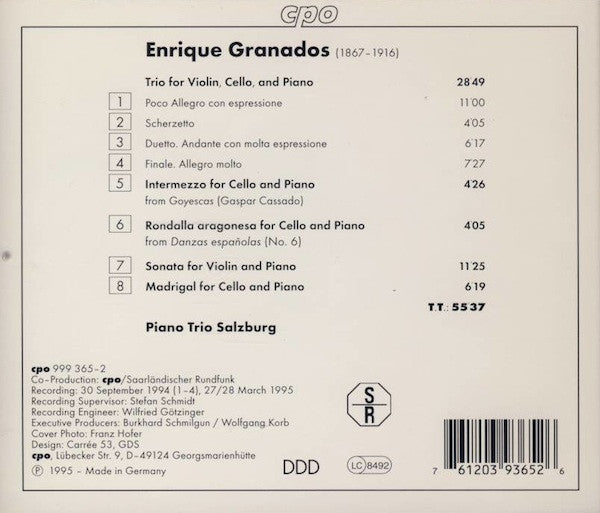 cpo
Enrique Granados (1867–1916)
Trio for Violin, Cello, and Piano 28 49
1 Poco Allegro con espressione 11'00
2 Scherzetto 4'05
3 Duetto. Andante con molta espressione 6'17
4 Finale. Allegro molto 7'27
5 Intermezzo for Cello and Piano 4'26
from Goyescas (Gaspar Cassado)
6 Rondalla aragonesa for Cello and Piano 4 05
from Danzas españolas (No. 6)
7 Sonata for Violin and Piano 11 25
8 Madrigal for Cello and Piano 6 19
T.T.: 55 37
Piano Trio Salzburg
cpo 999 365–2
Co-Production: cpo/Saarländischer Rundfunk
Recording: 30 September 1994 (1–4), 27/28 March 1995
Recording Supervisor: Stefan Schmidt
Recording Engineer: Wilfried Götzinger
Executive Producers: Burkhard Schmilgun / Wolfgang Korb
Cover Photo: Franz Hofer
Design: Carrée 53, GDS
cpo, Lübecker Str. 9, D–49124 Georgsmarienhütte
Ⓟ 1995 – Made in Germany
S
R
DDD
LC 8492
7 61203 93652 6